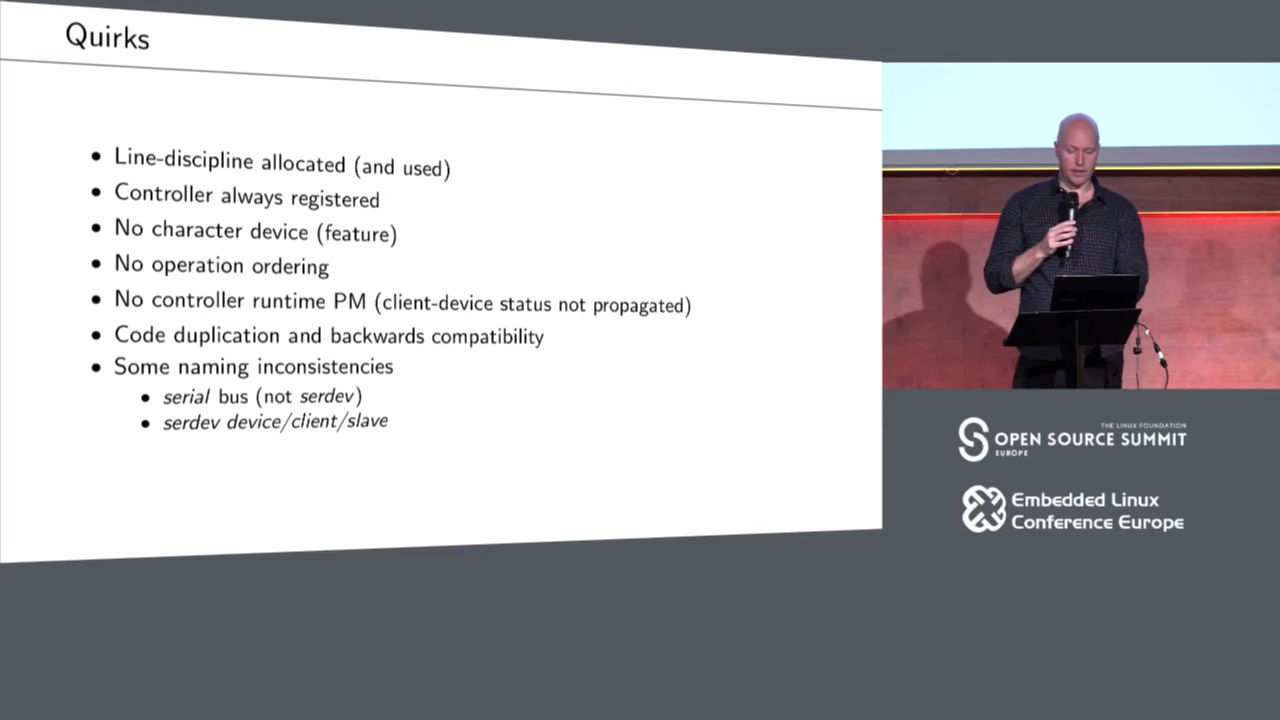 Quirks
Line-discipline allocated (and used)
Controller always registered
No character device (feature)
No operation ordering
No controller runtime PM (client-device status not propagated)
Code duplication and backwards compatibility
Some naming inconsistencies
serial bus (not serdev)
serdev device/client/slave
THE LINUX FOUNDATION
OPEN SOURCE SUMMIT
EUROPE
Embedded Linux
Conference Europe